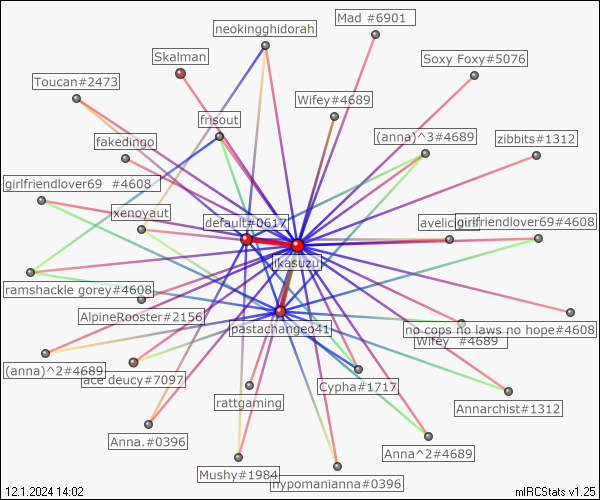 neokingghidorah
Mad #6901
Skalman
Soxy Foxy#5076
Toucan#2473
Wifey#4689
frisout
(anna)^3#4689
zibbits#1312
fakedingo
girlfriendlover69 #4608
xenoyaut
default#0617
avelicigirl
girlfriendlover69#4608
ikasuzu
ramshackle gorey#4608
AlpineRooster#2156
pastachangeo41
no cops no laws no hope#4608
Wifey #4689
(anna)^2#4689
ace deucy#7097
Cypha#1717
rattgaming
Annarchist#1312
Anna.#0396
Anna^2#4689
Mushy#1984
hypomanianna#0396
12.1.2024 14:02
mIRCStats v1.25